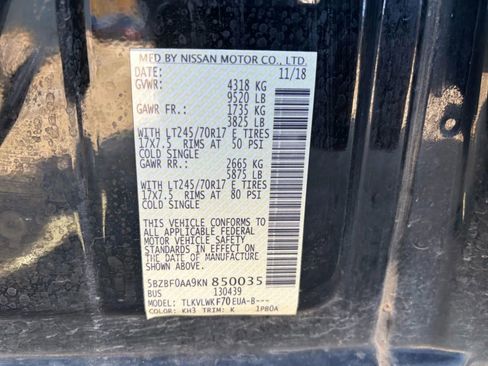 MFD BY NISSAN MOTOR CO., LTD.
DATE: 11/18
GVWR: 4318 KG
9520 LB
GAWR FR.: 1735 KG
3825 LB
WITH LT245/70R17 E TIRES
17X7.5 RIMS AT 50 PSI
COLD SINGLE
GAWR RR.: 2665 KG
5875 LB
WITH LT245/70R17 E TIRES
17X7.5 RIMS AT 80 PSI
COLD SINGLE
THIS VEHICLE CONFORMS TO
ALL APPLICABLE FEDERAL
MOTOR VEHICLE SAFETY
STANDARDS IN EFFECT ON
THE DATE OF MANUFACTURE
SHOWN ABOVE.
5BZBF0AA9KN 850035
BUS 130439
MODEL: TLKVLWKF70EUA-B---
COLOR: KH3 TRIM: K 1P8OA